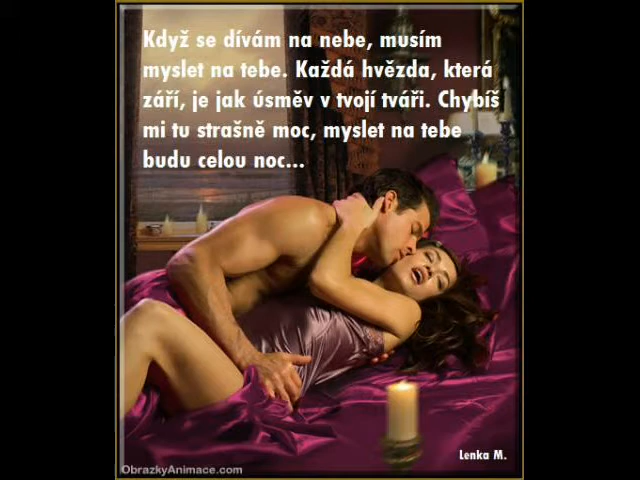 Když se dívám na nebe, musím
myslet na tebe. Každá hvězda, která
září, je jak úsměv v tvojí tváři. Chybíš
mi tu strašně moc, myslet na tebe
budu celou noc...
Lenka M.
ObrazkyAnimace.com